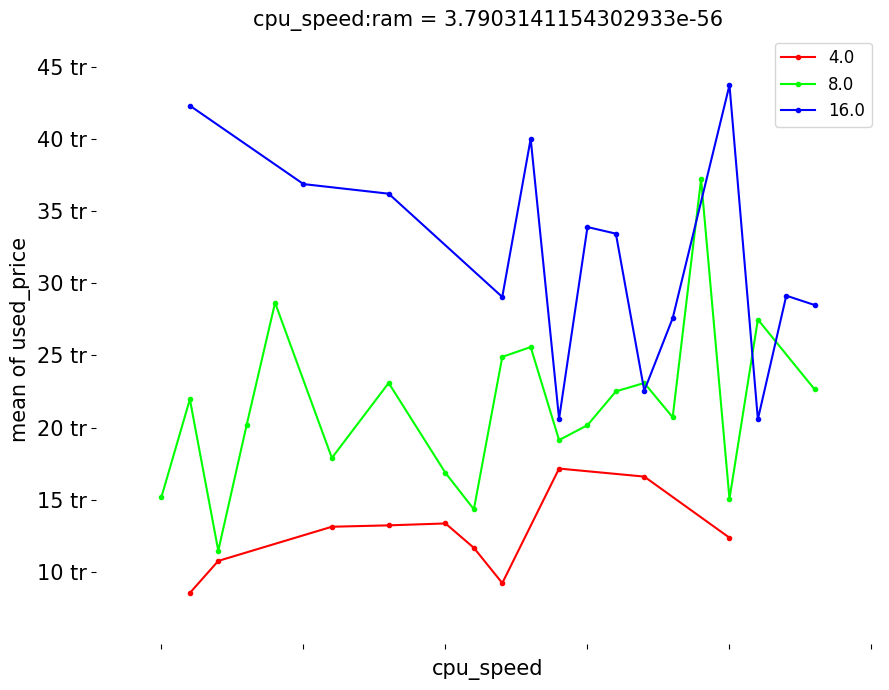 cpu_speed:ram = 3.7903141154302933e-56
4.0
8.0
16.0
45 tr
40 tr
35 tr
30 tr
25 tr
20 tr
15 tr
10 tr
mean of used_price
cpu_speed